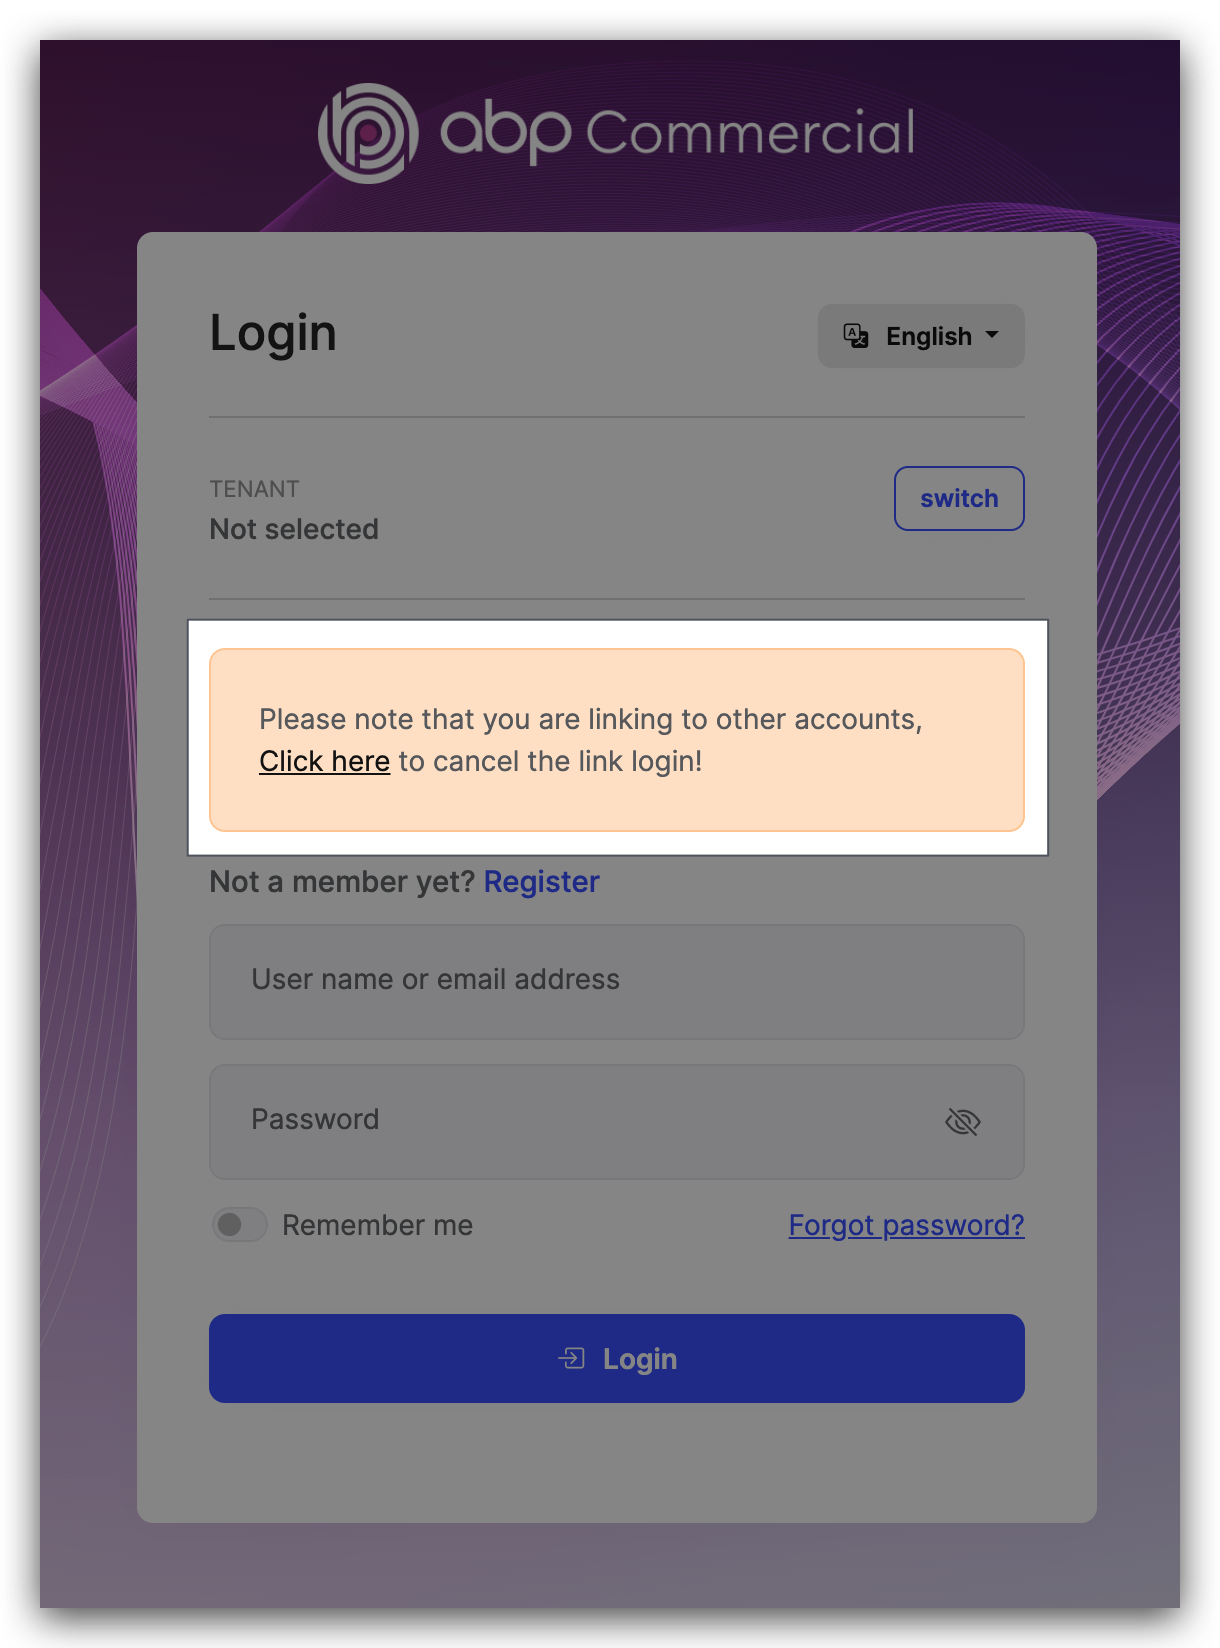 abp Commercial
Login
English
TENANT
Not selected
switch
Please note that you are linking to other accounts,
Click here to cancel the link login!
Not a member yet? Register
User name or email address
Password
Remember me
Forgot password?
Login